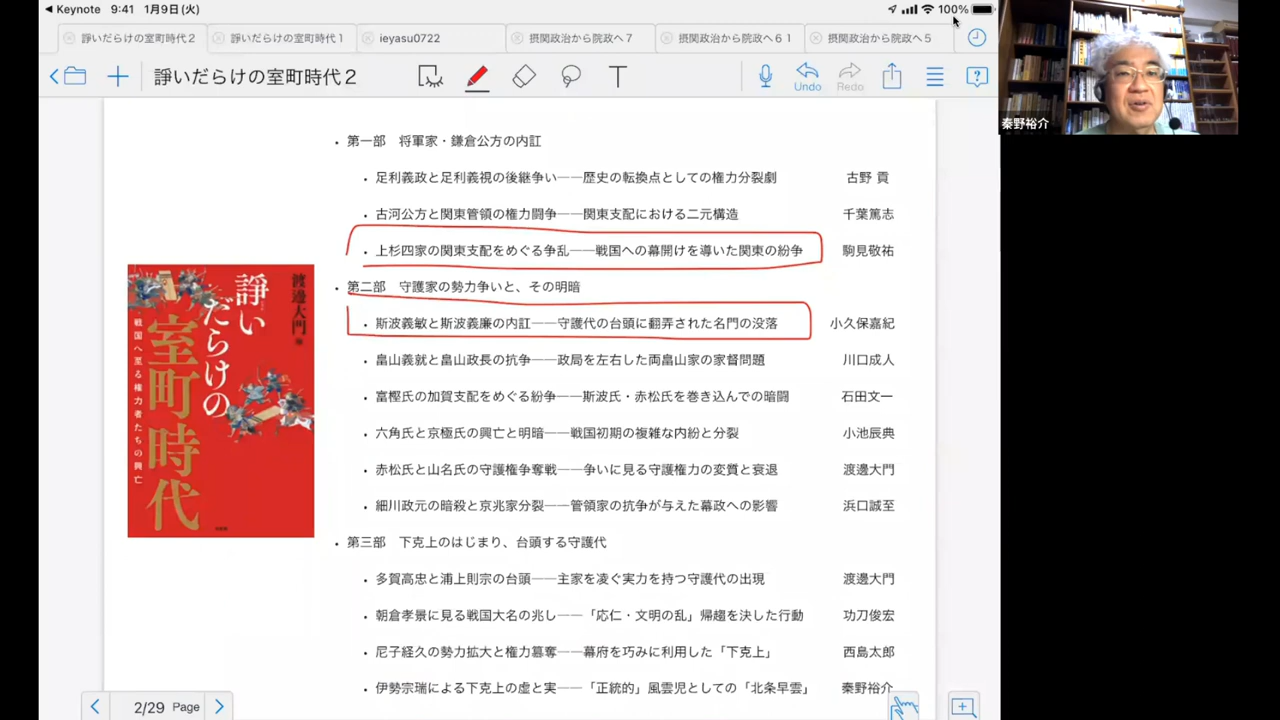 Keynote 9:41 1月9日(火) 100%
諍いだらけの室町時代2 諍いだらけの室町時代1 ieyasu02 摂関政治から院政へ7 摂関政治から院政へ6 1 摂関政治から院政へ5
諍いだらけの室町時代2 T Undo Redo ?
秦野裕介
・第一部 将軍家・鎌倉公方の内訌
・足利義政と足利義視の後継争い──歴史の転換点としての権力分裂劇 古野 貢
・古河公方と関東管領の権力闘争──関東支配における二元構造 千葉篤志
・上杉四家の関東支配をめぐる争乱──戦国への幕開けを導いた関東の紛争 駒見敬祐
・第二部 守護家の勢力争いと、その明暗
・斯波義敏と斯波義廉の内訌──守護代の台頭に翻弄された名門の没落 小久保嘉紀
・畠山義就と畠山政長の抗争──政局を左右した両畠山家の家督問題 川口成人
・富樫氏の加賀支配をめぐる紛争──斯波氏・赤松氏を巻き込んでの暗闘 石田文一
・六角氏と京極氏の興亡と明暗──戦国初期の複雑な内紛と分裂 小池辰典
・赤松氏と山名氏の守護権争奪戦──争いに見る守護権力の変質と衰退 渡邊大門
・細川政元の暗殺と京兆家分裂──管領家の抗争が与えた幕政への影響 浜口誠至
・第三部 下克上のはじまり、台頭する守護代
・多賀高忠と浦上則宗の台頭──主家を凌ぐ実力を持つ守護代の出現 渡邊大門
・朝倉孝景に見る戦国大名の兆し──「応仁・文明の乱」帰趨を決した行動 功刀俊宏
・尼子経久の勢力拡大と権力簒奪──幕府を巧みに利用した「下克上」 西島太郎
・伊勢宗瑞による下克上の虚と実──「正統的」風雲児としての「北条早雲」 秦野裕介
渡邊大門 編
諍いだらけの室町時代
戦国へ至る権力者たちの興亡
2/29 Page